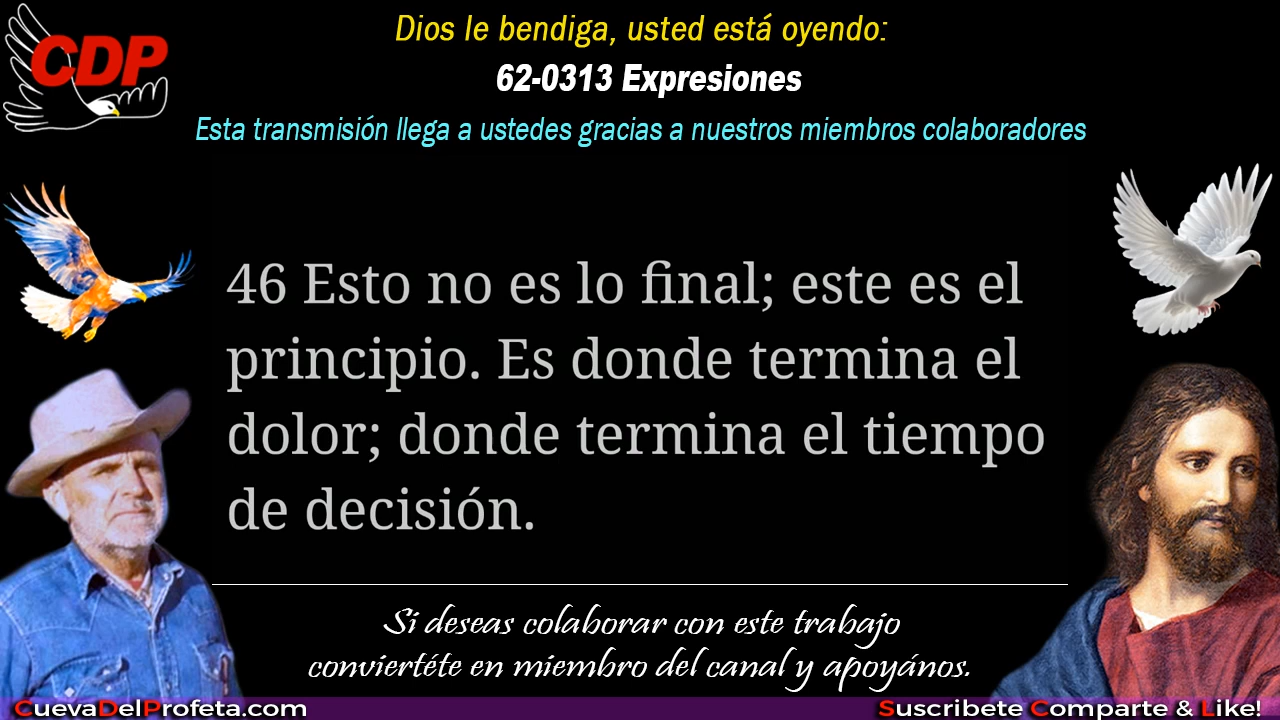 CDP
Dios le bendiga, usted está oyendo:
62-0313 Expresiones
Esta transmisión llega a ustedes gracias a nuestros miembros colaboradores
46 Esto no es lo final; este es el
principio. Es donde termina el
dolor; donde termina el tiempo
de decisión.
Si deseas colaborar con este trabajo
conviertéte en miembro del canal y apoyános.
CuevaDelProfeta.com
Suscribete Comparte & Like!